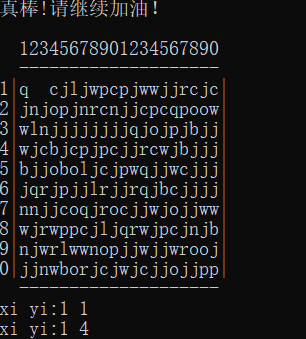 真棒!请继续加油!
12345678901234567890
--------------------
1|q  cjljwpcpjwwjjrcjc|
2|jnjopjnrcnjjcpcqpoow|
3|wlnjjjjjjjjqjojpjbjj|
4|wjcbjcpjpcjjrcwjbjjj|
5|bjjoboljcjpwqjjwcjjj|
6|jqrjpjjlrjjrqjbcjjjj|
7|nnjjcoqjrocjjwjojjww|
8|wjrwppcjljqrwjpcjnjb|
9|njwrlwwnopjjwjjwrooj|
0|jjnwborjcjwjcjjojjpp|
--------------------
xi yi:1 1
xi yi:1 4